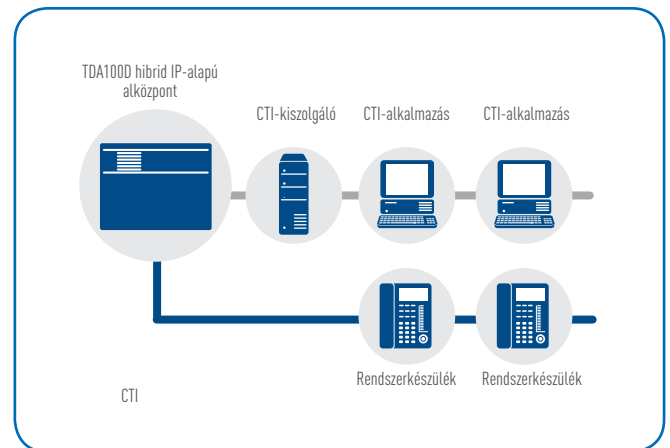 TDA100D hibrid IP-alapú
alközpont
CTI-kiszolgáló
CTI-alkalmazás
CTI-alkalmazás
Rendszerkészülék
Rendszerkészülék
CTI